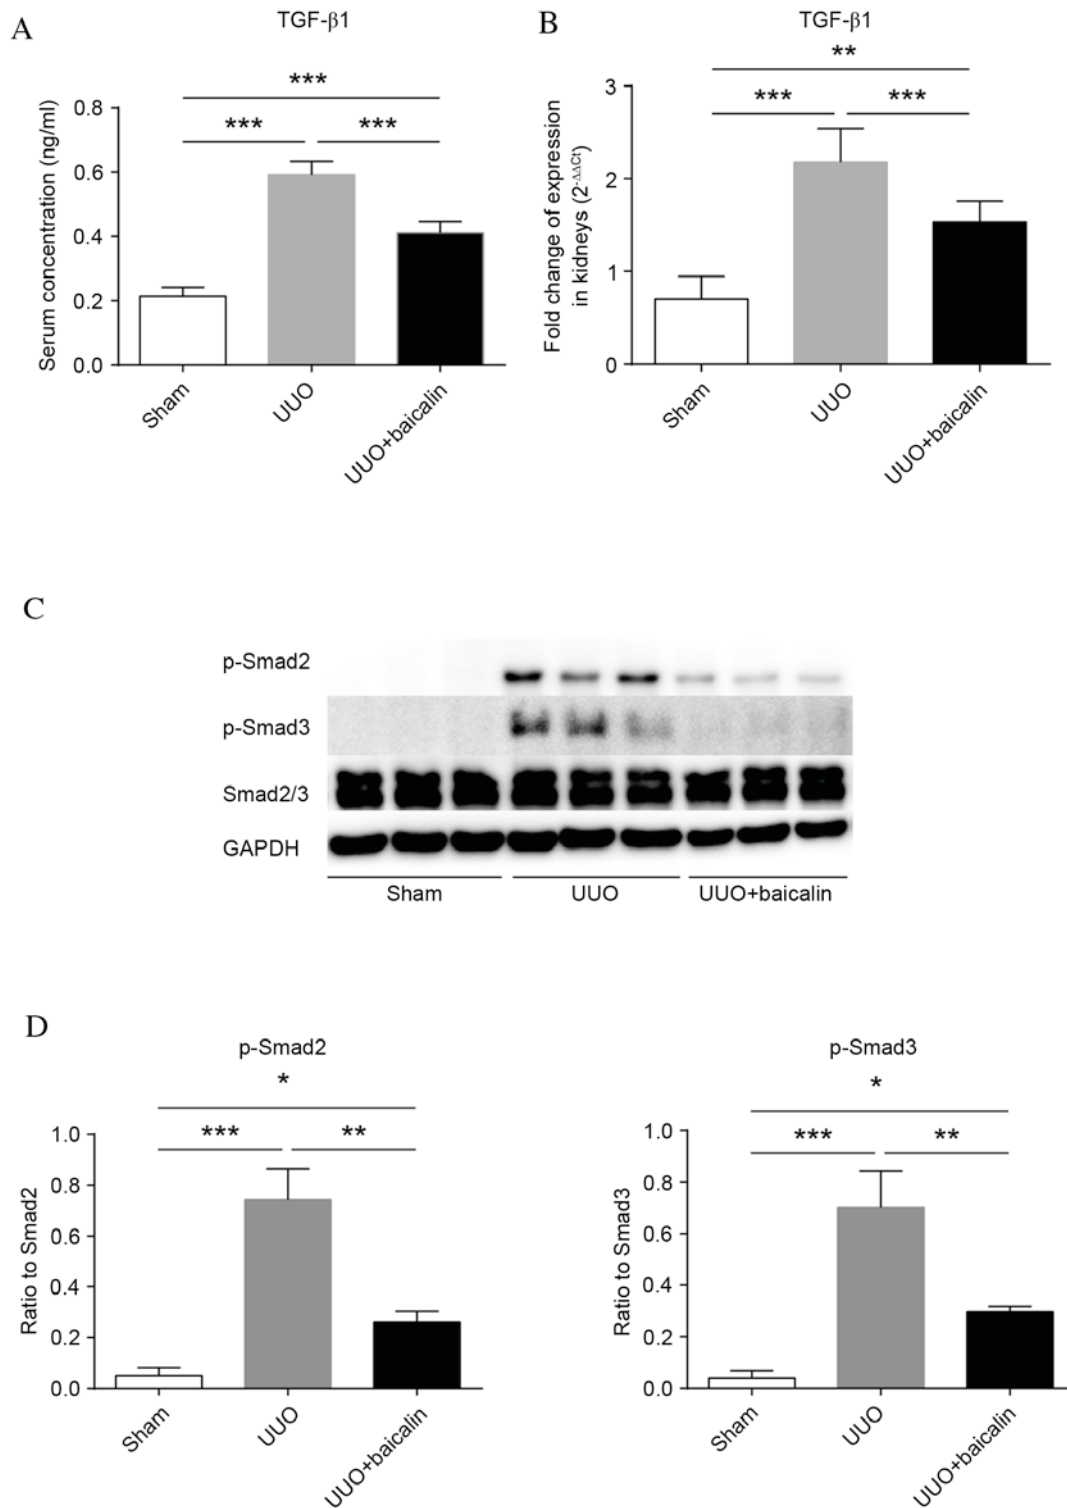 A
TGF-β1
***
***
***
Serum concentration (ng/ml)
0.8
0.6
0.4
0.2
0.0
Sham
UUO
UUO+baicalin
B
TGF-β1
**
***
***
Fold change of expression
in kidneys (2-ΔΔCt)
3
2
1
0
Sham
UUO
UUO+baicalin
C
p-Smad2
p-Smad3
Smad2/3
GAPDH
Sham
UUO
UUO+baicalin
D
p-Smad2
*
***
**
Ratio to Smad2
1.0
0.8
0.6
0.4
0.2
0.0
Sham
UUO
UUO+baicalin
p-Smad3
*
***
**
Ratio to Smad3
1.0
0.8
0.6
0.4
0.2
0.0
Sham
UUO
UUO+baicalin